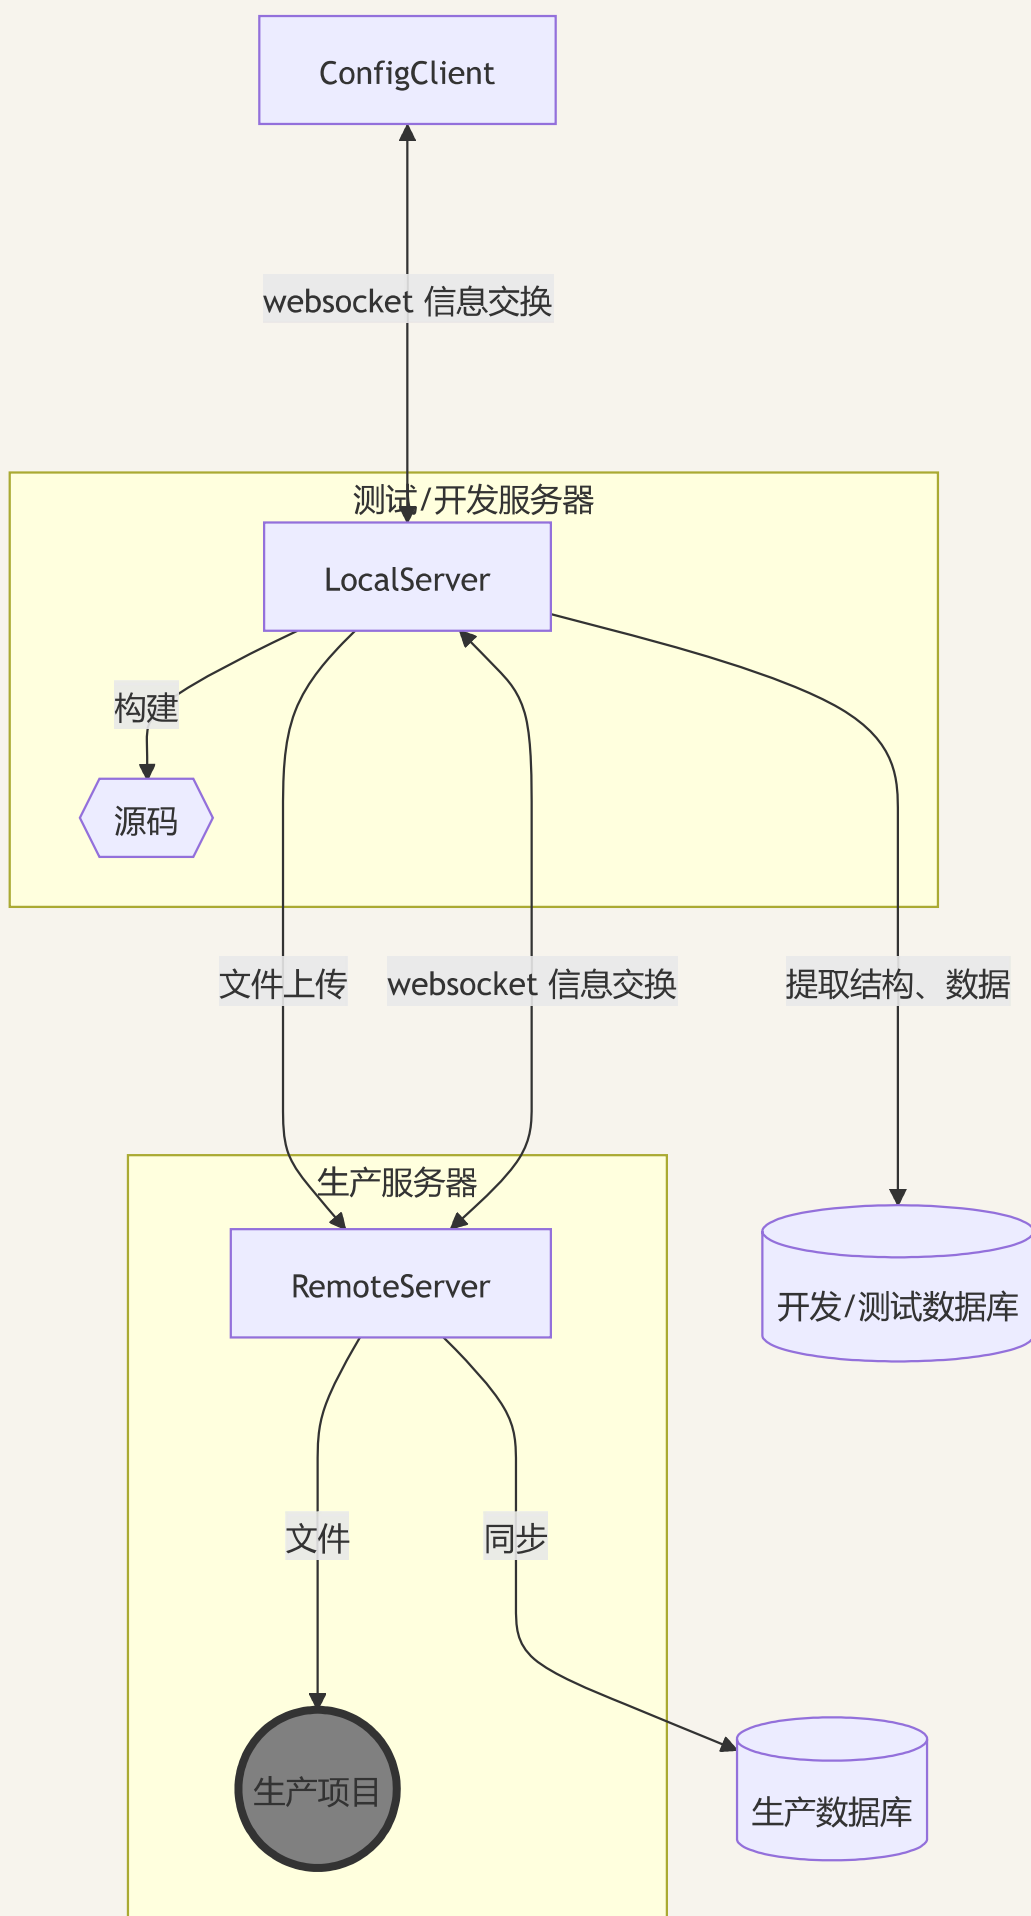 ConfigClient
websocket 信息交换
测试/开发服务器
LocalServer
构建
源码
文件上传
websocket 信息交换
提取结构、数据
生产服务器
RemoteServer
开发/测试数据库
文件
同步
生产项目
生产数据库